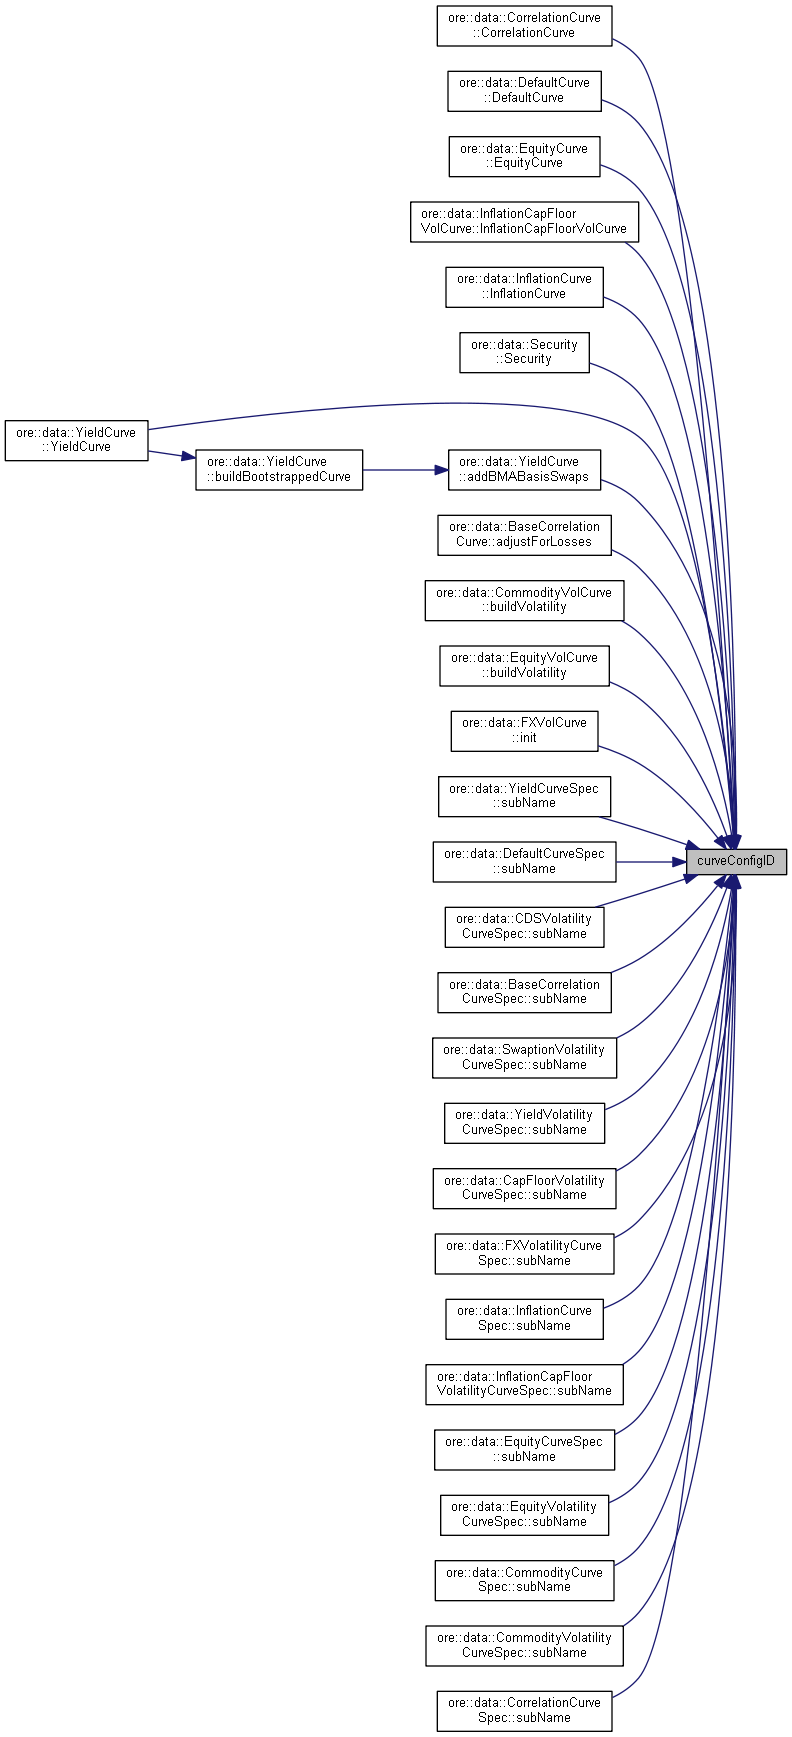 ore::data::CorrelationCurve
::CorrelationCurve
ore::data::DefaultCurve
::DefaultCurve
ore::data::EquityCurve
::EquityCurve
ore::data::InflationCapFloor
VolCurve::InflationCapFloorVolCurve
ore::data::InflationCurve
::InflationCurve
ore::data::Security
::Security
ore::data::YieldCurve
::YieldCurve
ore::data::YieldCurve
::buildBootstrappedCurve
ore::data::YieldCurve
::addBMABasisSwaps
ore::data::BaseCorrelation
Curve::adjustForLosses
ore::data::CommodityVolCurve
::buildVolatility
ore::data::EquityVolCurve
::buildVolatility
ore::data::FXVolCurve
::init
ore::data::YieldCurveSpec
::subName
curveConfigID
ore::data::DefaultCurveSpec
::subName
ore::data::CDSVolatility
CurveSpec::subName
ore::data::BaseCorrelation
CurveSpec::subName
ore::data::SwaptionVolatility
CurveSpec::subName
ore::data::YieldVolatility
CurveSpec::subName
ore::data::CapFloorVolatility
CurveSpec::subName
ore::data::FXVolatilityCurve
Spec::subName
ore::data::InflationCurve
Spec::subName
ore::data::InflationCapFloor
VolatilityCurveSpec::subName
ore::data::EquityCurveSpec
::subName
ore::data::EquityVolatility
CurveSpec::subName
ore::data::CommodityCurve
Spec::subName
ore::data::CommodityVolatility
CurveSpec::subName
ore::data::CorrelationCurve
Spec::subName